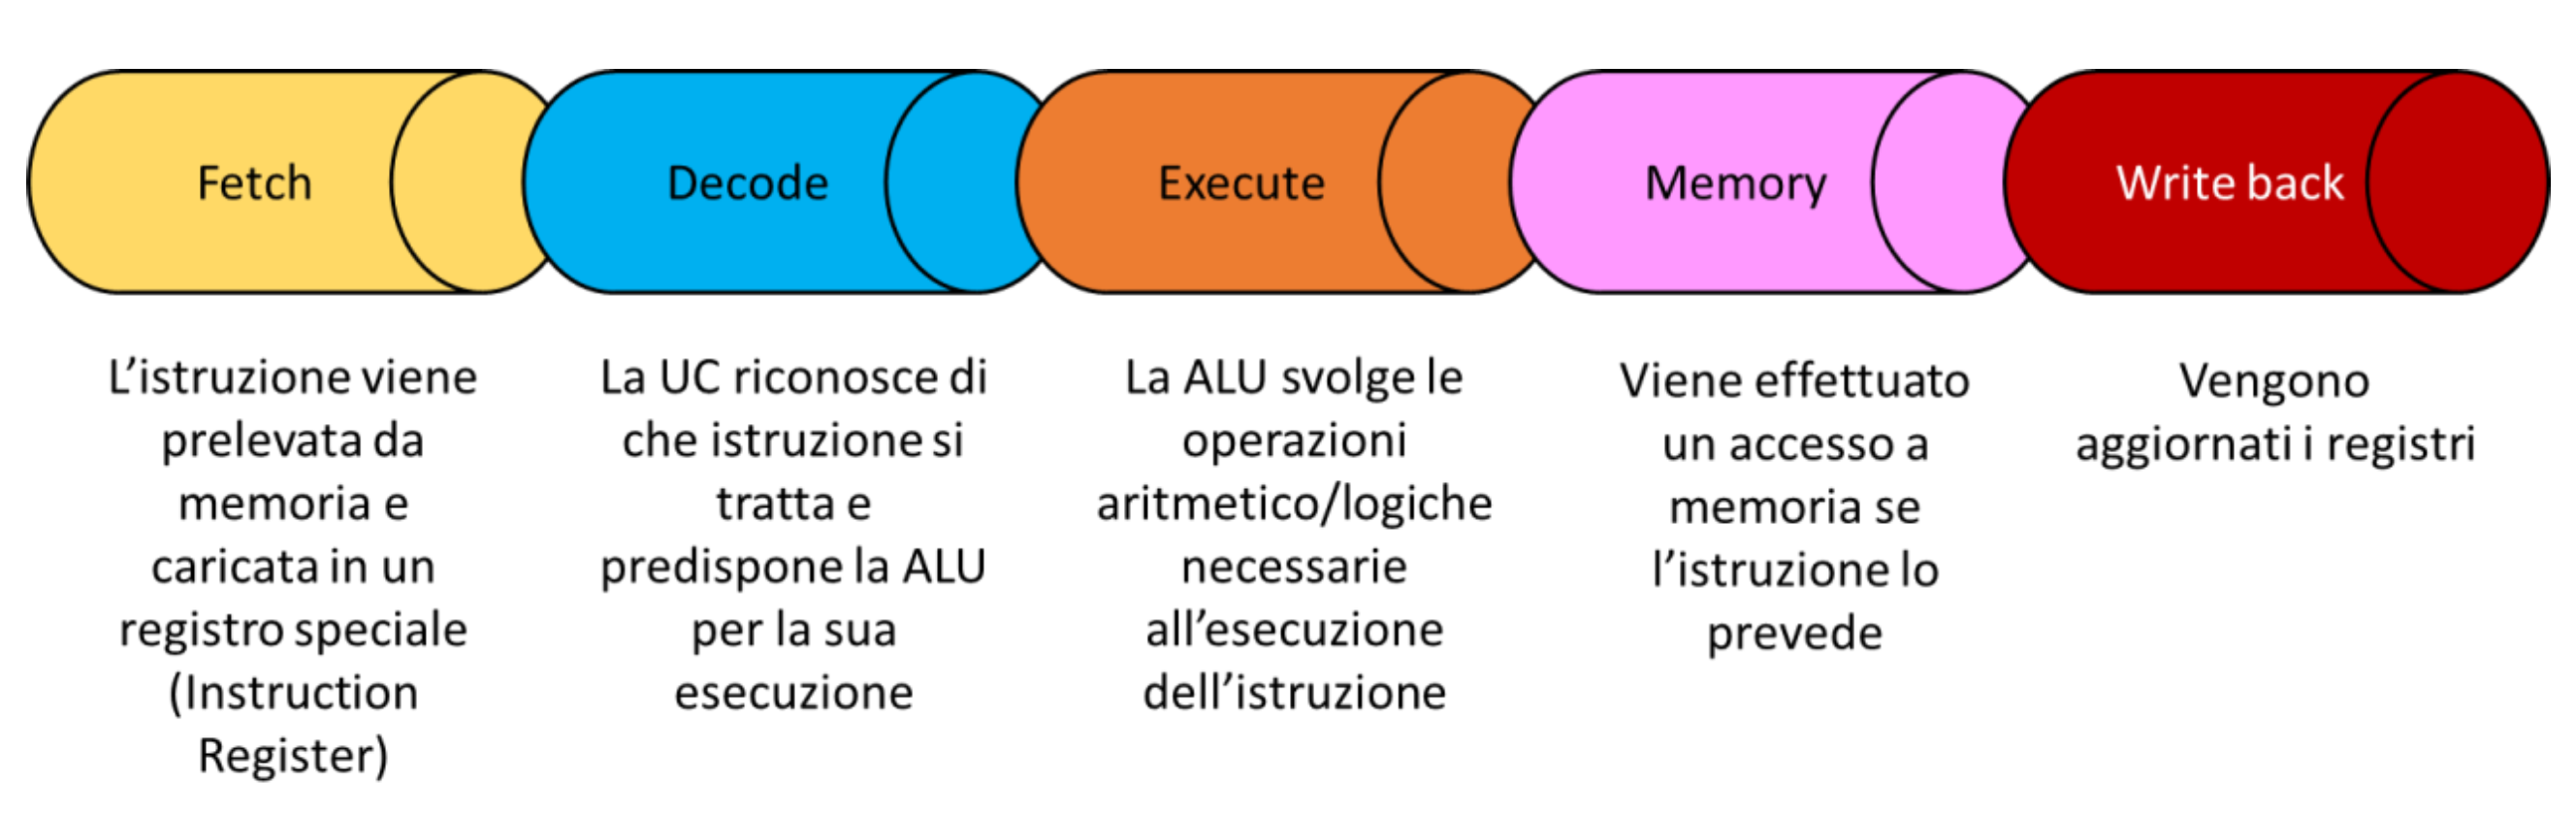 Fetch
Decode
Execute
Memory
Write back
L’istruzione viene
prelevata da
memoria e
caricata in un
registro speciale
(Instruction
Register)
La UC riconosce di
che istruzione si
tratta e
predispone la ALU
per la sua
esecuzione
La ALU svolge le
operazioni
aritmetico/logiche
necessarie
all’esecuzione
dell’istruzione
Viene effettuato
un accesso a
memoria se
l’istruzione lo
prevede
Vengono
aggiornati i registri